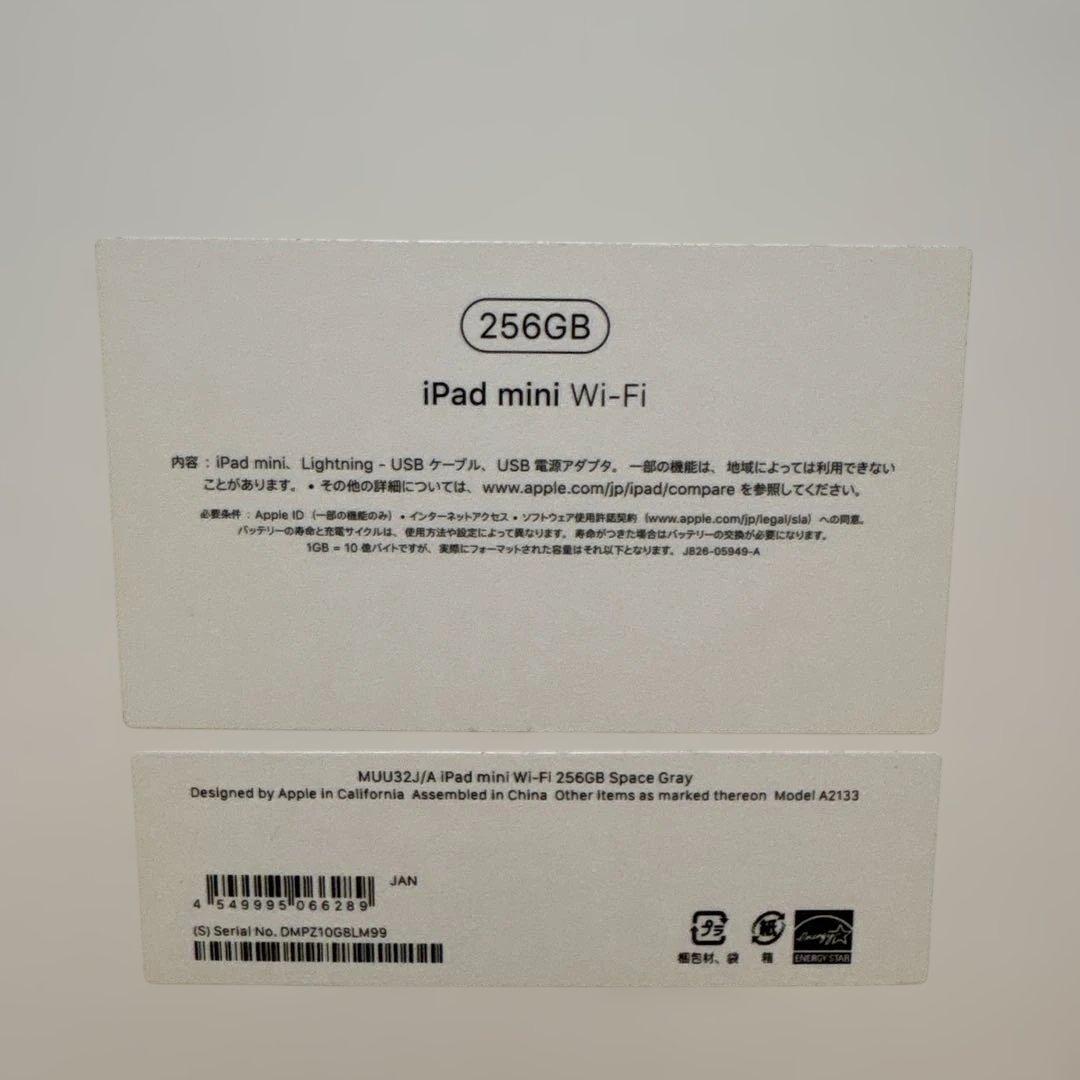 256GB
iPad mini Wi-Fi
内容：iPad mini、Lightning - USB ケーブル、USB 電源アダプタ。一部の機能は、地域によっては利用できない
ことがあります。• その他の詳細については、www.apple.com/jp/ipad/compare を参照してください。
必要条件：Apple ID（一部の機能のみ）• インターネットアクセス • ソフトウェア使用許諾契約（www.apple.com/jp/legal/sla）への同意。
バッテリーの寿命と充電サイクルは、使用方法や設定によって異なります。寿命がつきた場合はバッテリーの交換が必要になります。
1GB = 10 億バイトですが、実際にフォーマットされた容量はそれ以下となります。JB26-05949-A
MUU32J/A iPad mini Wi-Fi 256GB Space Gray
Designed by Apple in California Assembled in China Other items as marked thereon Model A2133
JAN
4 549995 066289
(S) Serial No. DMPZ10G8LM99
プラ 紙 energy
梱包材、袋 箱 ENERGY STAR